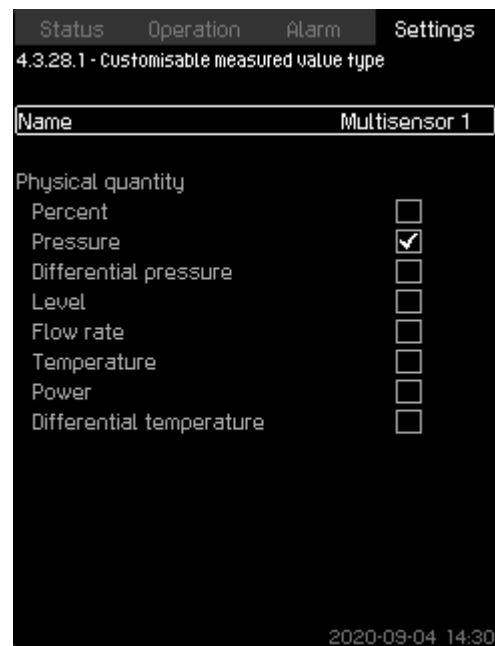 Status Operation Alarm Settings
4.3.28.1 - Customisable measured value type
Name Multisensor 1
Physical quantity
Percent
Pressure
Differential pressure
Level
Flow rate
Temperature
Power
Differential temperature
2020-09-04 14:30